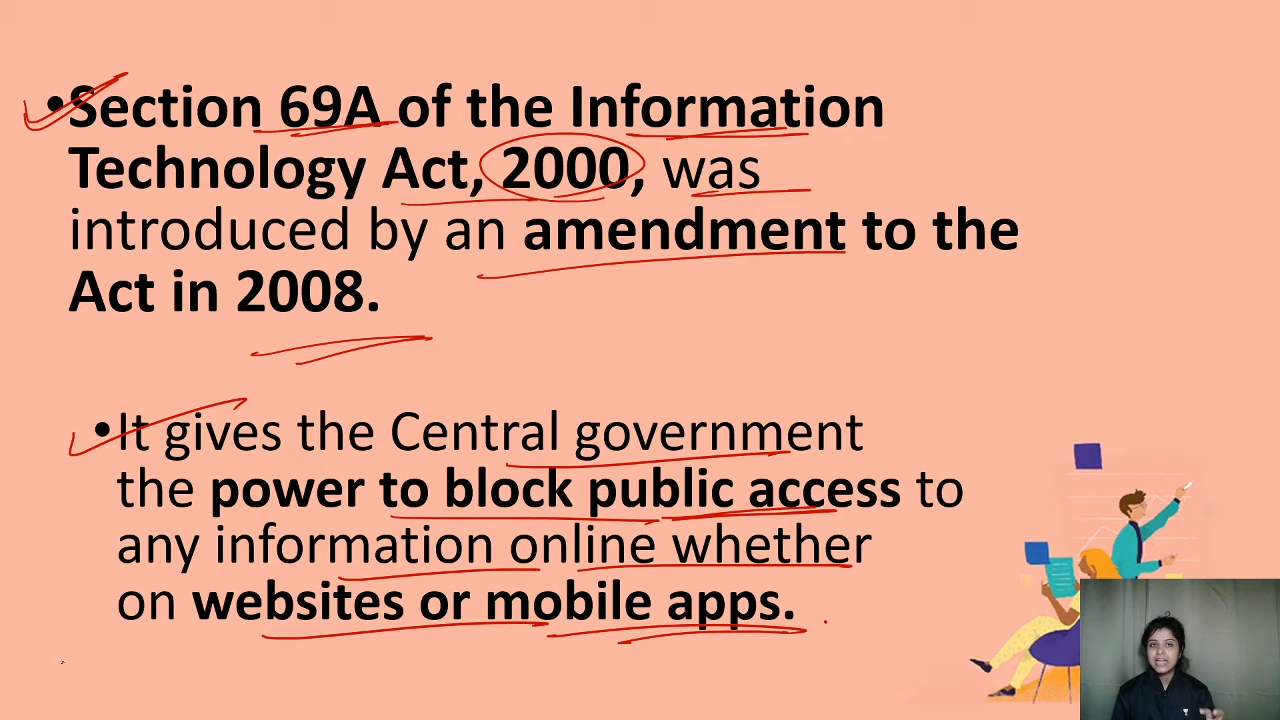 •Section 69A of the Information
Technology Act, 2000, was
introduced by an amendment to the
Act in 2008.
•It gives the Central government
the power to block public access to
any information online whether
on websites or mobile apps.